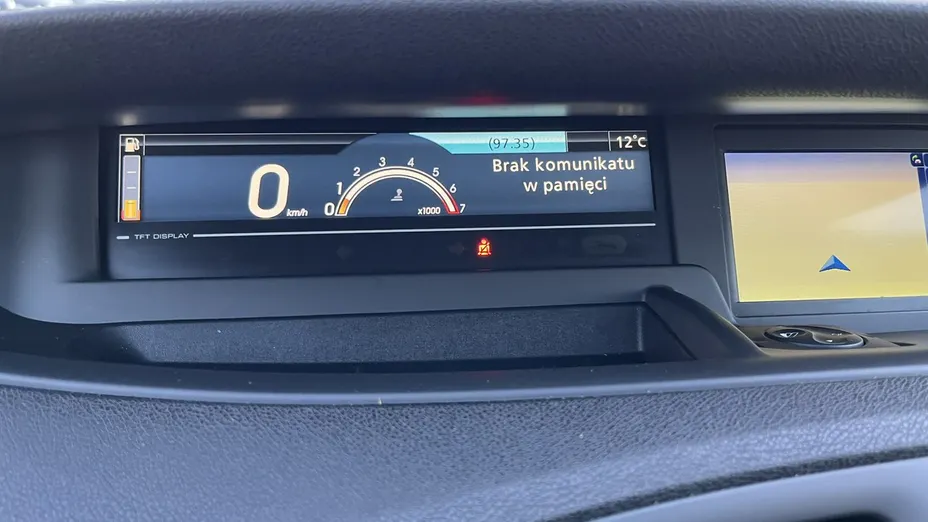 (97.35)
12°C
Brak komunikatu
w pamięci
0 km/h
0 1 2 3 4 5 6 7
x1000
TFT DISPLAY